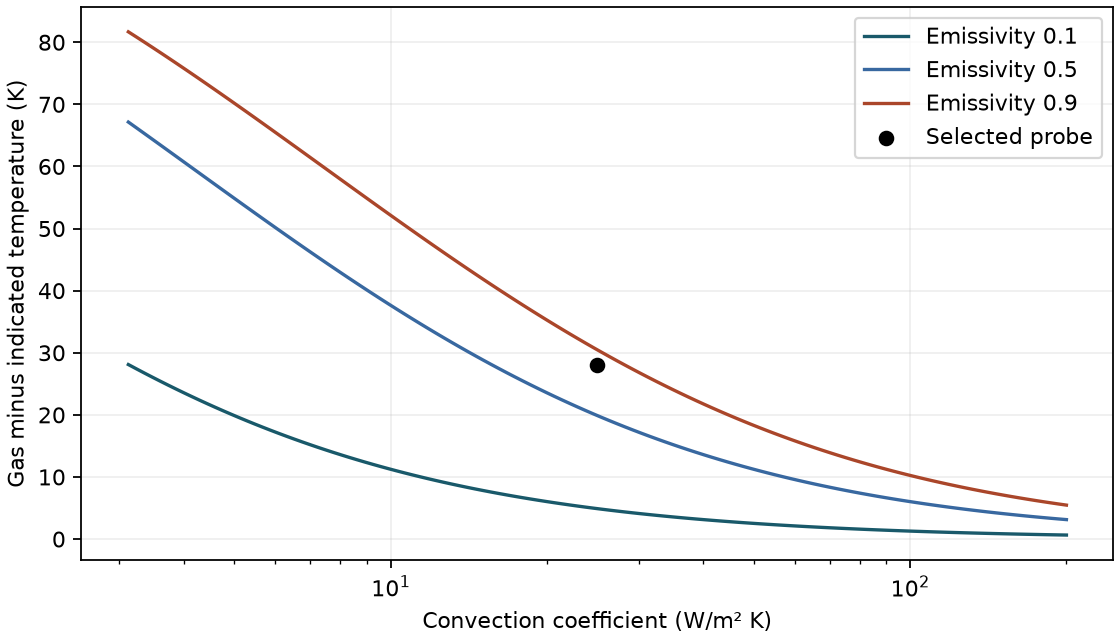 Gas minus indicated temperature (K)
80
70
60
50
40
30
20
10
0
Emissivity 0.1
Emissivity 0.5
Emissivity 0.9
Selected probe
10¹
10²
Convection coefficient (W/m² K)